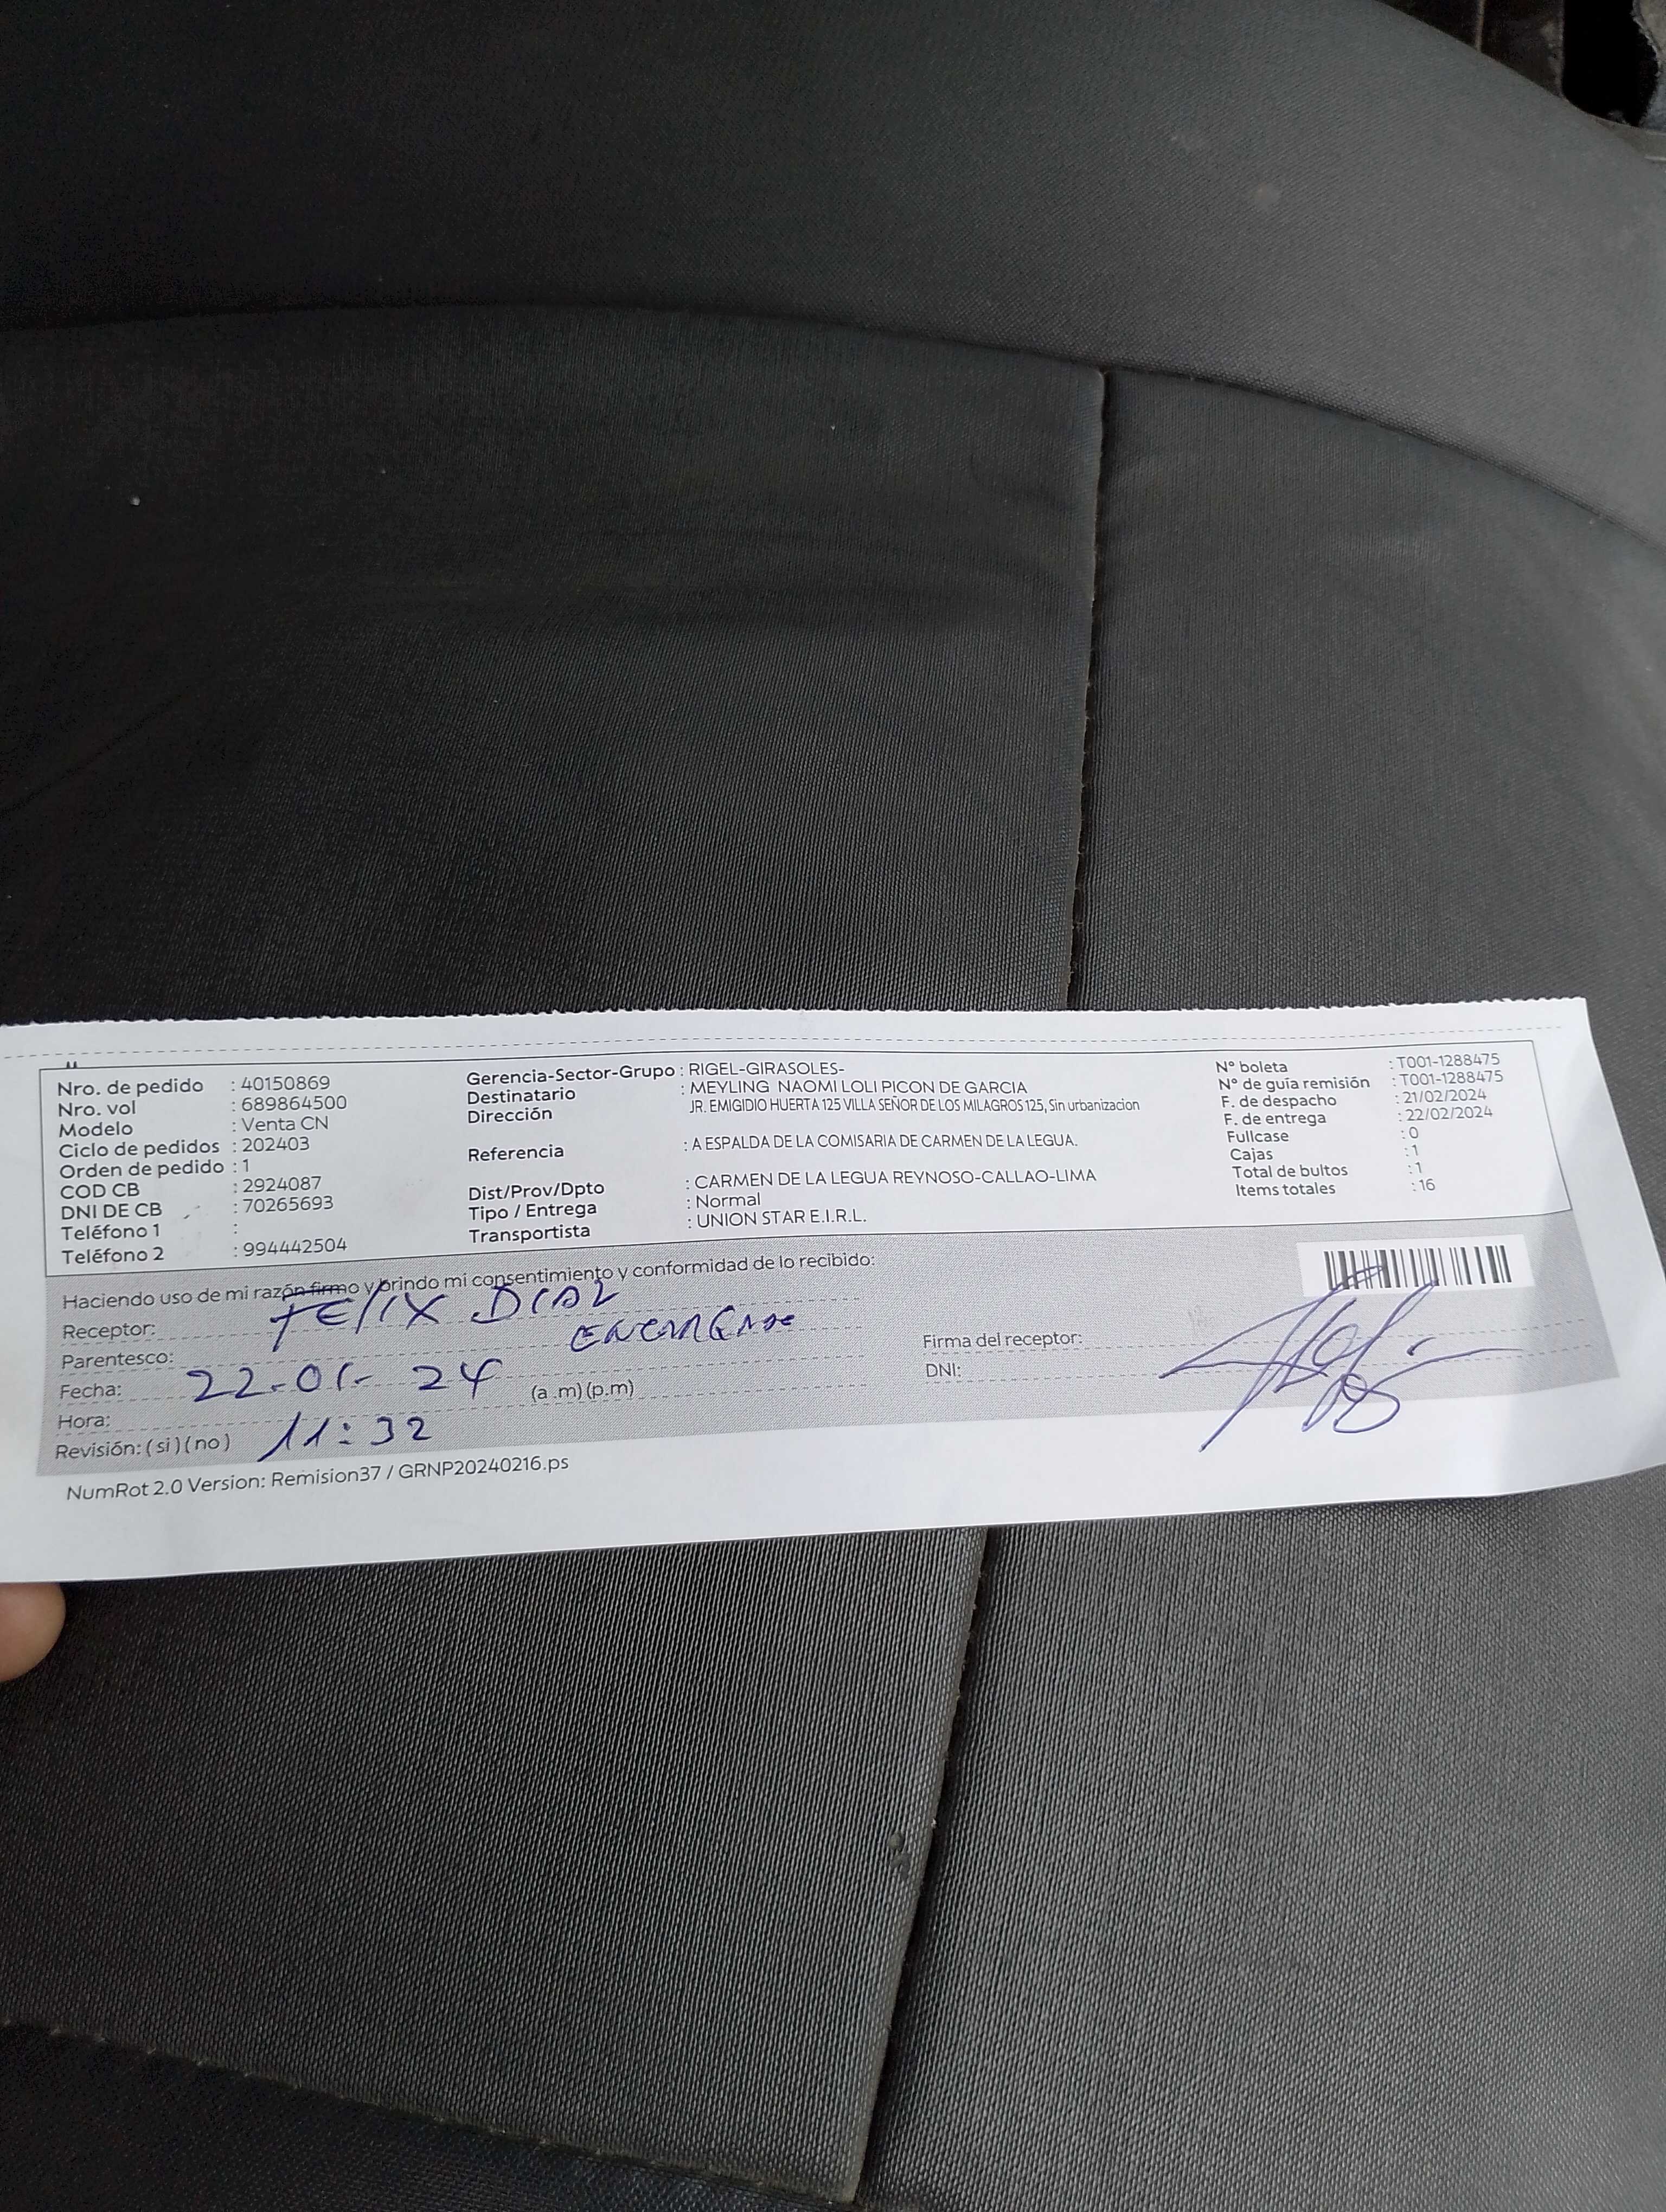 Nro. de pedido : 40150869
Nro. vol : 689864500
Modelo : Venta CN
Ciclo de pedidos : 202403
Orden de pedido : 1
COD CB : 2924087
DNI DE CB : 70265693
Teléfono 1 :
Teléfono 2 : 994442504
Gerencia-Sector-Grupo : RIGEL-GIRASOLES-
Destinatario : MEYLING NAOMI LOLI PICON DE GARCIA
Dirección JR. EMIGIDIO HUERTA 125 VILLA SEÑOR DE LOS MILAGROS 125, Sin urbanizacion
Referencia : A ESPALDA DE LA COMISARIA DE CARMEN DE LA LEGUA.
Dist/Prov/Dpto : CARMEN DE LA LEGUA REYNOSO-CALLAO-LIMA
Tipo / Entrega : Normal
Transportista : UNION STAR E.I.R.L.
N° boleta : T001-1288475
N° de guía remisión : T001-1288475
F. de despacho : 21/02/2024
F. de entrega : 22/02/2024
Fullcase : 0
Cajas : 1
Total de bultos : 1
Items totales : 16
Haciendo uso de mi razón firmo y brindo mi consentimiento y conformidad de lo recibido:
Receptor: FELIX DIAZ
Parentesco:
Fecha: 22-01-24 (a.m)(p.m)
Hora: 11:32
Revisión: (si)(no)
Firma del receptor:
DNI:
NumRot 2.0 Version: Remision37 / GRNP20240216.ps